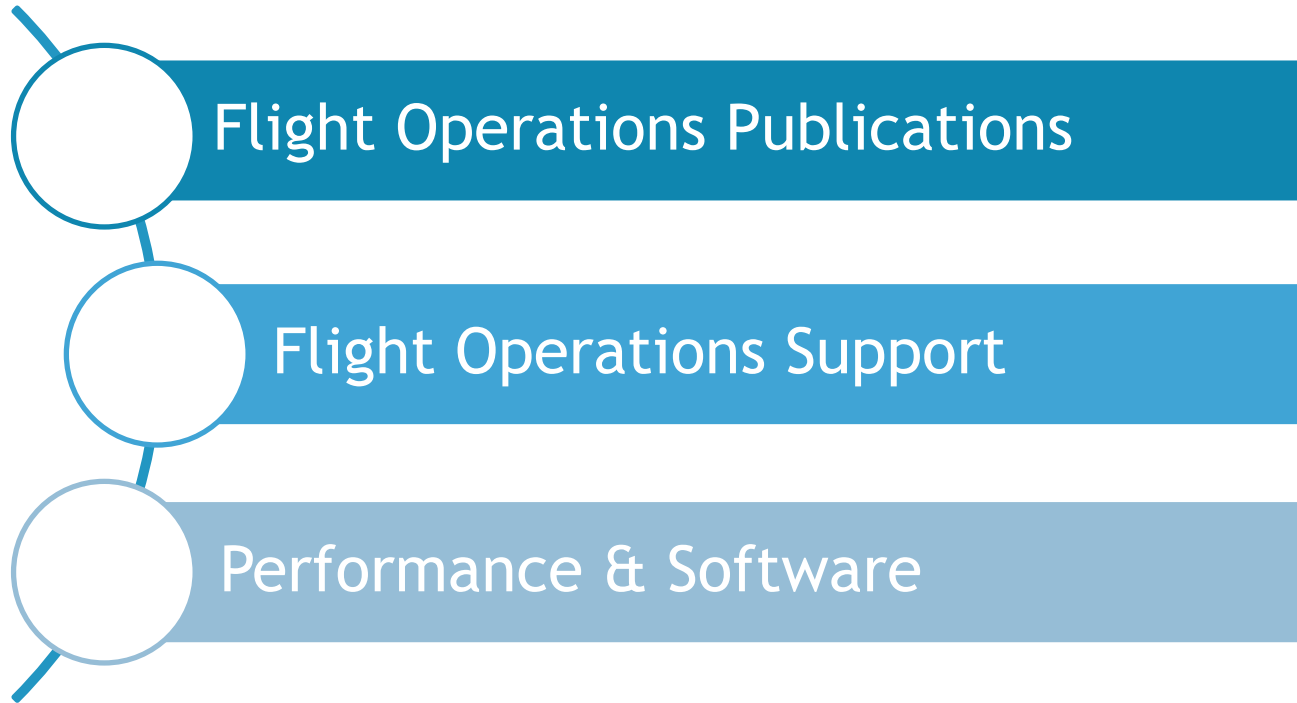 Flight Operations Publications
Flight Operations Support
Performance & Software